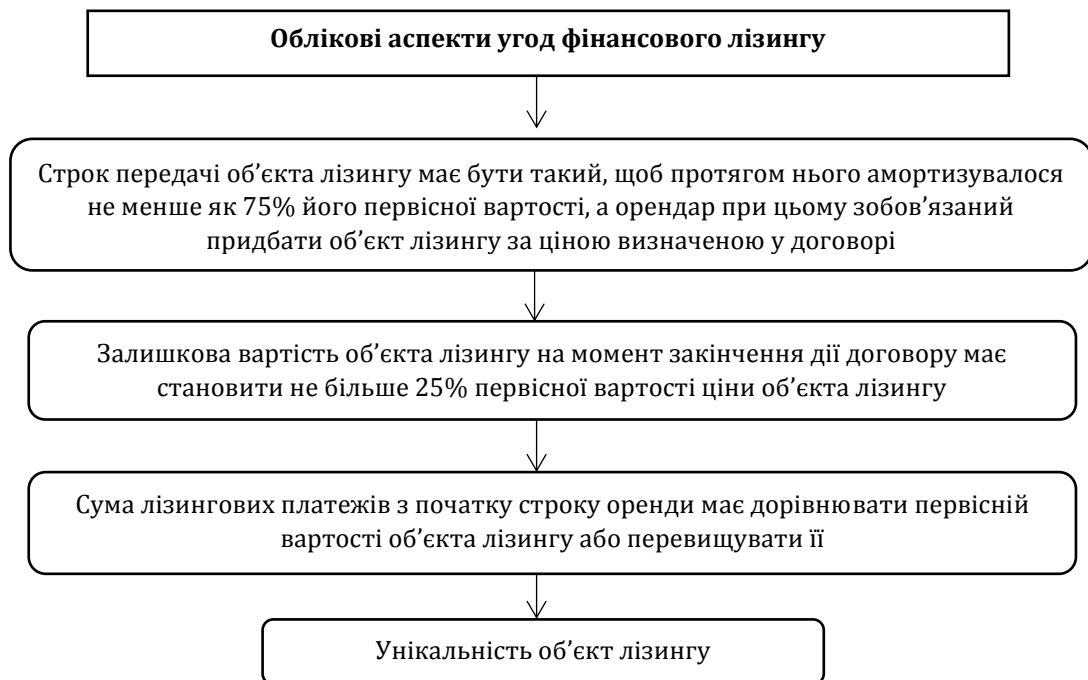 Облікові аспекти угод фінансового лізингу
Строк передачі об’єкта лізингу має бути такий, щоб протягом нього амортизувалося
не менше як 75% його первісної вартості, а орендар при цьому зобов’язаний
придбати об’єкт лізингу за ціною визначеною у договорі
Залишкова вартість об’єкта лізингу на момент закінчення дії договору має
становити не більше 25% первісної вартості ціни об’єкта лізингу
Сума лізингових платежів з початку строку оренди має дорівнювати первісній
вартості об’єкта лізингу або перевищувати її
Унікальність об’єкт лізингу